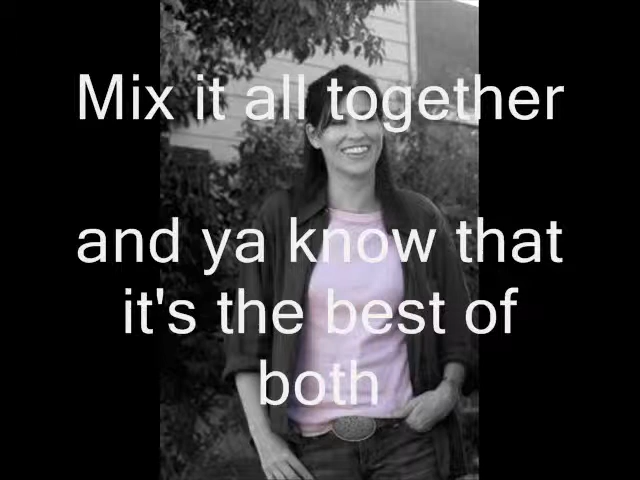 Mix it all together
and ya know that
it's the best of
both